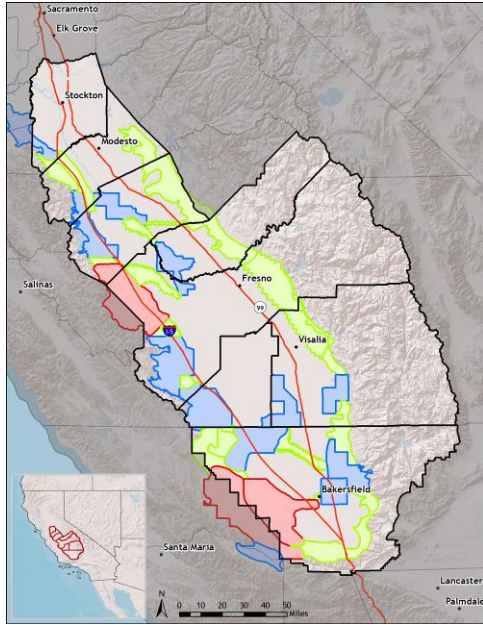 Sacramento
Elk Grove
Stockton
Modesto
Salinas
Fresno
99
Visalia
Bakersfield
Santa Maria
Lancaster
Palmdale
N
0 10 20 30 40 50
Miles